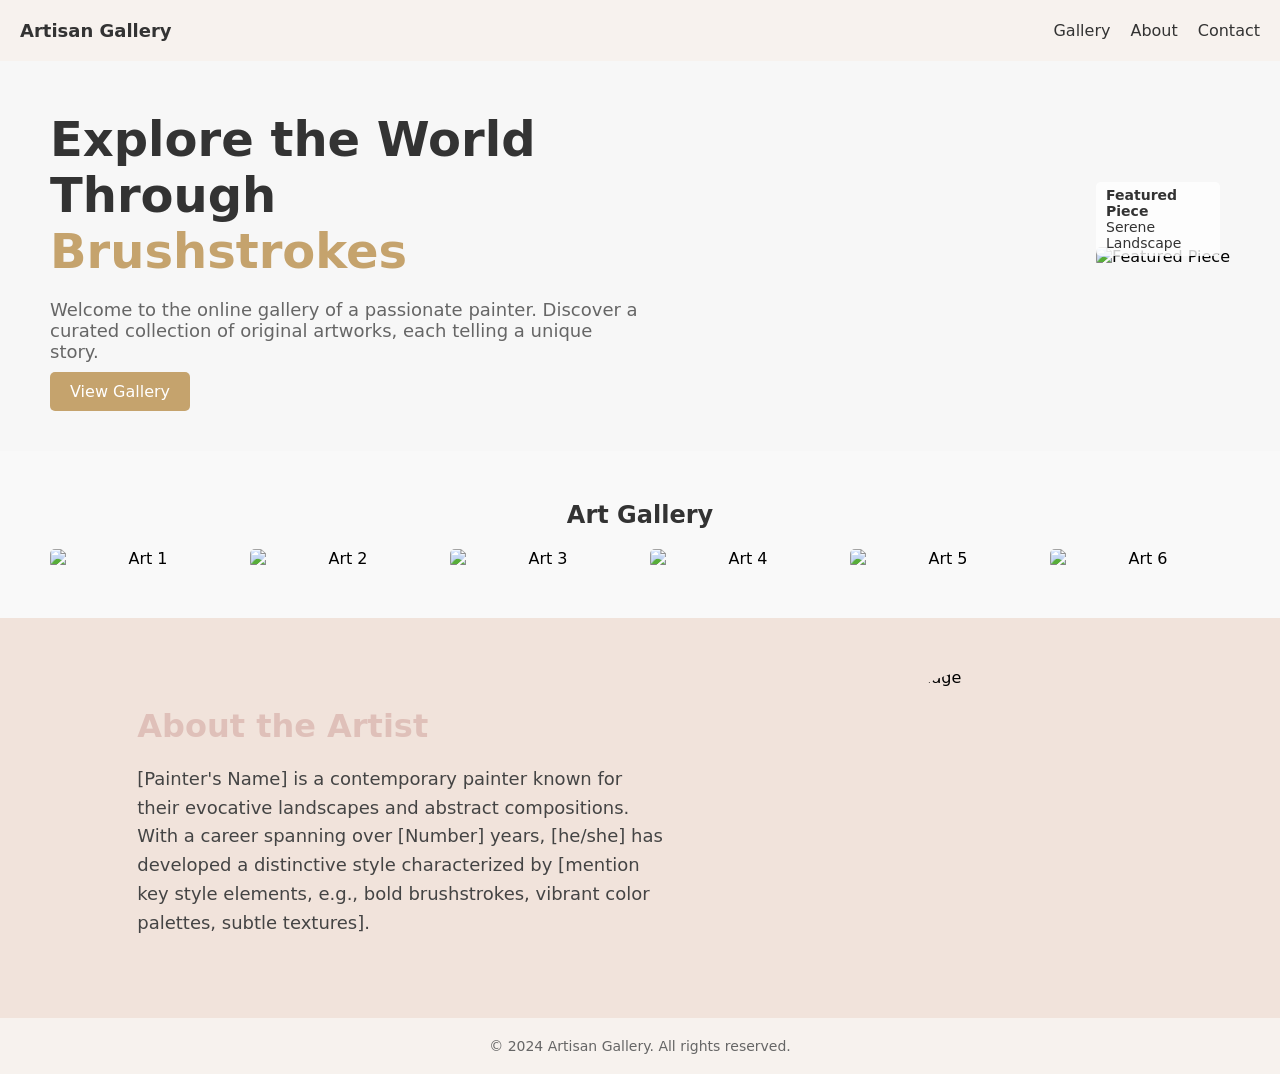 Artisan Gallery
Gallery
About
Contact
Explore the World
Through
Brushstrokes
Welcome to the online gallery of a passionate painter. Discover a
curated collection of original artworks, each telling a unique
story.
View Gallery
Featured
Piece
Serene
Landscape
Featured Piece
Art Gallery
Art 1
Art 2
Art 3
Art 4
Art 5
Art 6
About the Artist
[Painter's Name] is a contemporary painter known for
their evocative landscapes and abstract compositions.
With a career spanning over [Number] years, [he/she] has
developed a distinctive style characterized by [mention
key style elements, e.g., bold brushstrokes, vibrant color
palettes, subtle textures].
© 2024 Artisan Gallery. All rights reserved.